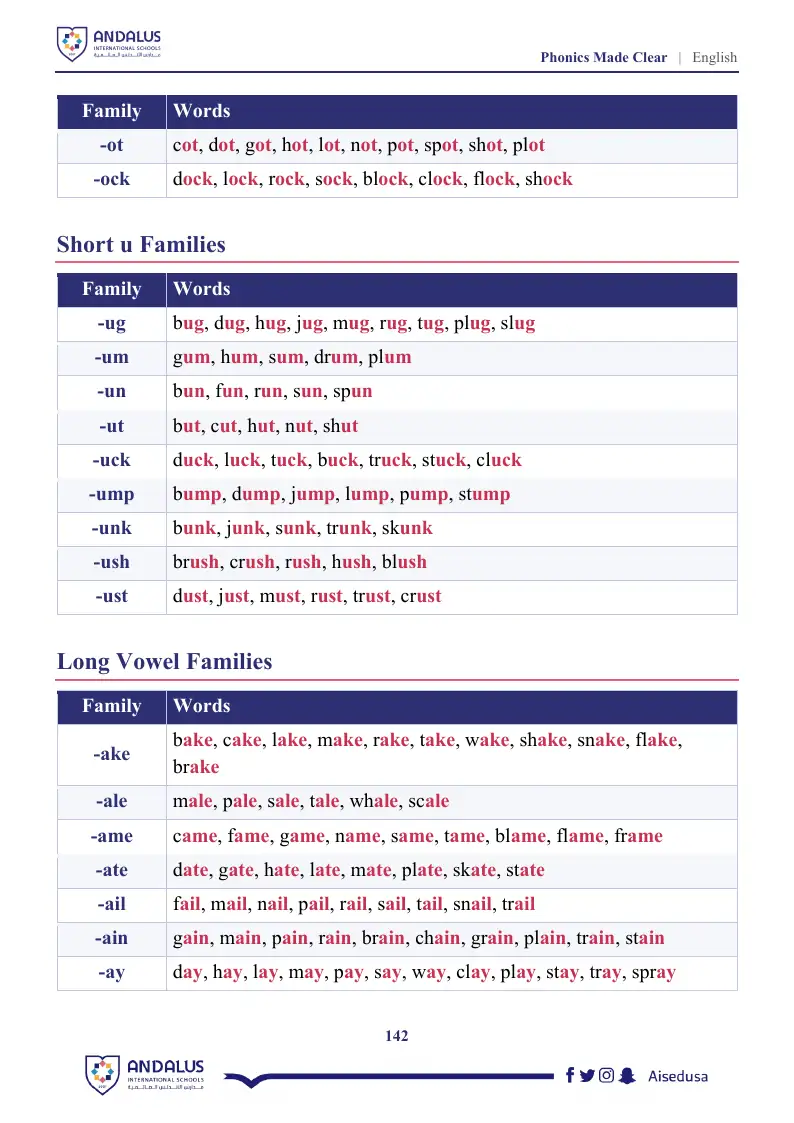 ANDALUS
INTERNATIONAL SCHOOLS
Phonics Made Clear | English
Family Words
-ot cot, dot, got, hot, lot, not, pot, spot, shot, plot
-ock dock, lock, rock, sock, block, clock, flock, shock
Short u Families
Family Words
-ug bug, dug, hug, jug, mug, rug, tug, plug, slug
-um gum, hum, sum, drum, plum
-un bun, fun, run, sun, spun
-ut but, cut, hut, nut, shut
-uck duck, luck, tuck, buck, truck, stuck, cluck
-ump bump, dump, jump, lump, pump, stump
-unk bunk, junk, sunk, trunk, skunk
-ush brush, crush, rush, hush, blush
-ust dust, just, must, rust, trust, crust
Long Vowel Families
Family Words
-ake bake, cake, lake, make, rake, take, wake, shake, snake, flake,
brake
-ale male, pale, sale, tale, whale, scale
-ame came, fame, game, name, same, tame, blame, flame, frame
-ate date, gate, hate, late, mate, plate, skate, state
-ail fail, mail, nail, pail, rail, sail, tail, snail, trail
-ain gain, main, pain, rain, brain, chain, grain, plain, train, stain
-ay day, hay, lay, may, pay, say, way, clay, play, stay, tray, spray
142
ANDALUS
INTERNATIONAL SCHOOLS
Aisedusa